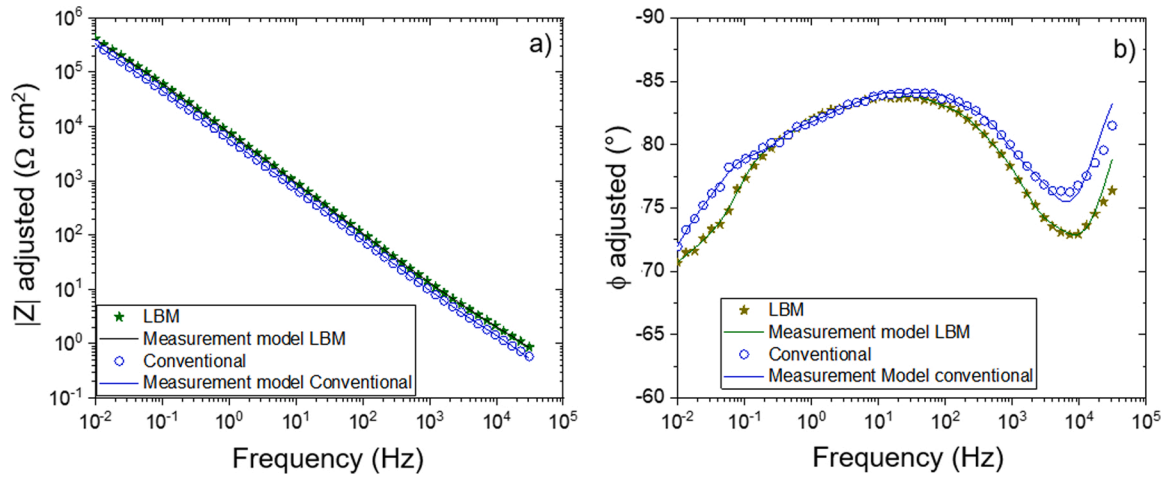 a)
|Z| adjusted (Ω cm2)
10^6
10^5
10^4
10^3
10^2
10^1
10^0
10^-1
LBM
Measurement model LBM
Conventional
Measurement model Conventional
10^-2 10^-1 10^0 10^1 10^2 10^3 10^4 10^5
Frequency (Hz)
b)
ϕ adjusted (°)
-90
-85
-80
-75
-70
-65
-60
LBM
Measurement model LBM
Conventional
Measurement Model conventional
10^-2 10^-1 10^0 10^1 10^2 10^3 10^4 10^5
Frequency (Hz)